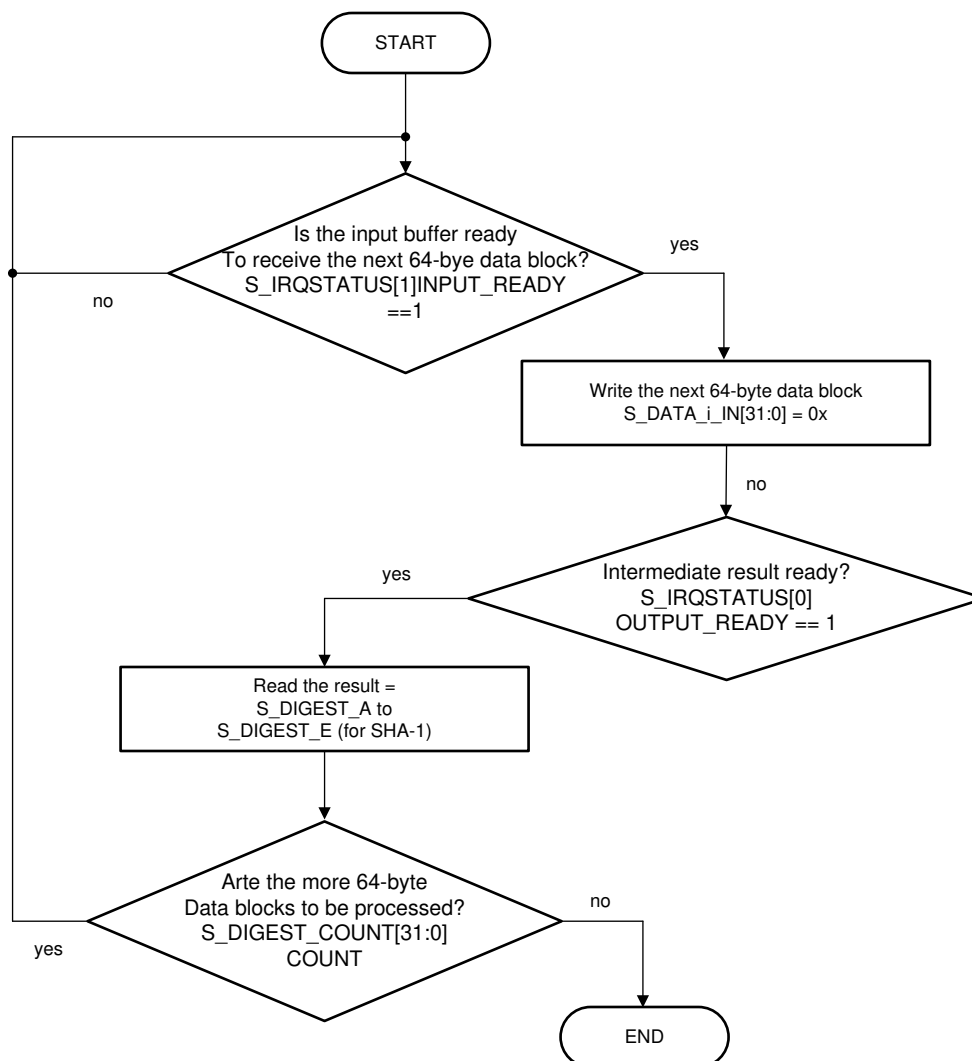 START
Is the input buffer ready
To receive the next 64-bye data block?
S_IRQSTATUS[1]INPUT_READY
==1
yes
no
Write the next 64-byte data block
S_DATA_i_IN[31:0] = 0x
no
Intermediate result ready?
S_IRQSTATUS[0]
OUTPUT_READY == 1
yes
Read the result =
S_DIGEST_A to
S_DIGEST_E (for SHA-1)
Arte the more 64-byte
Data blocks to be processed?
S_DIGEST_COUNT[31:0]
COUNT
no
yes
END